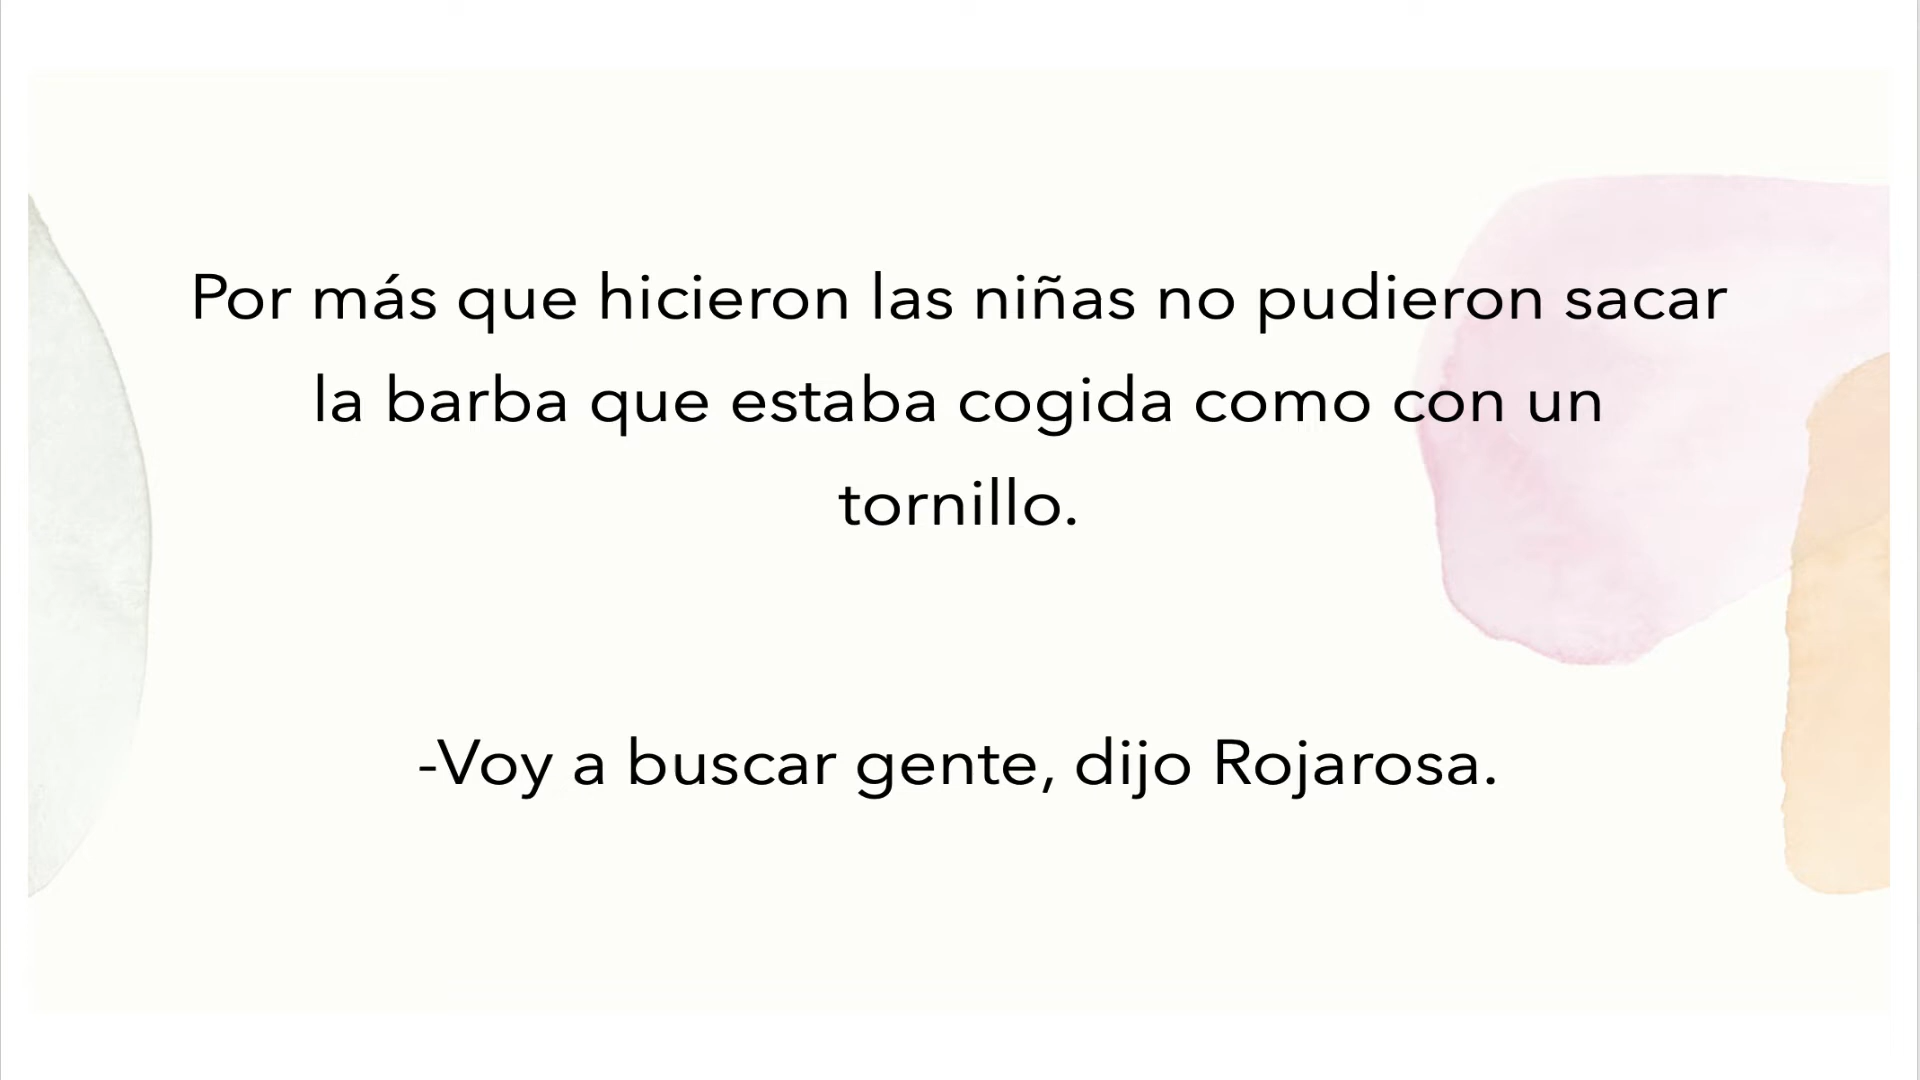 Por más que hicieron las niñas no pudieron sacar
la barba que estaba cogida como con un
tornillo.
-Voy a buscar gente, dijo Rojarosa.